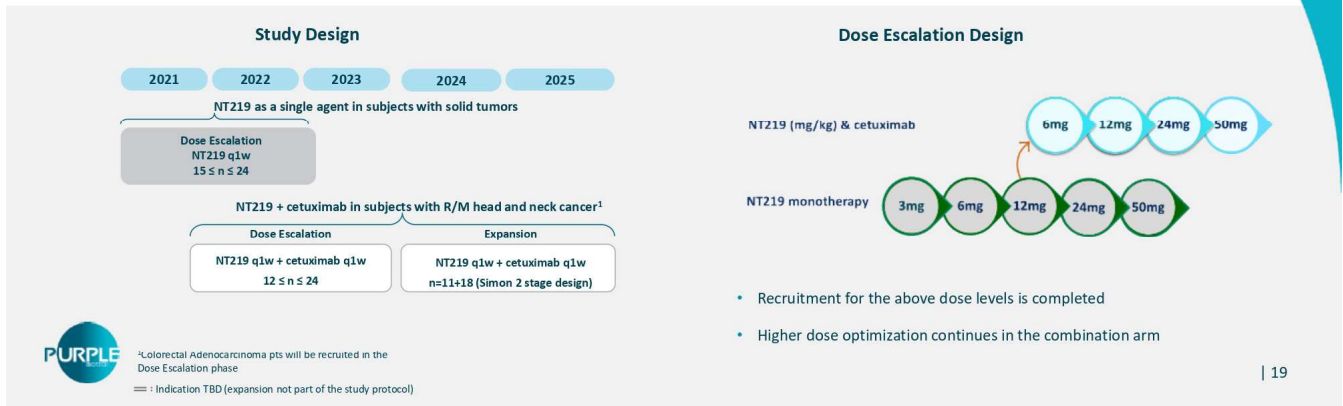 Study Design
2021
2022
2023
2024
2025
NT219 as a single agent in subjects with solid tumors
Dose Escalation
NT219 q1w
15 ≤ n ≤ 24
NT219 + cetuximab in subjects with R/M head and neck cancer¹
Dose Escalation
Expansion
NT219 q1w + cetuximab q1w
12 ≤ n ≤ 24
NT219 q1w + cetuximab q1w
n=11+18 (Simon 2 stage design)
PURPLE
¹Colorectal Adenocarcinoma pts will be recruited in the
Dose Escalation phase
: Indication TBD (expansion not part of the study protocol)
Dose Escalation Design
NT219 (mg/kg) & cetuximab
6mg
12mg
24mg
50mg
NT219 monotherapy
3mg
6mg
12mg
24mg
50mg
• Recruitment for the above dose levels is completed
• Higher dose optimization continues in the combination arm
| 19